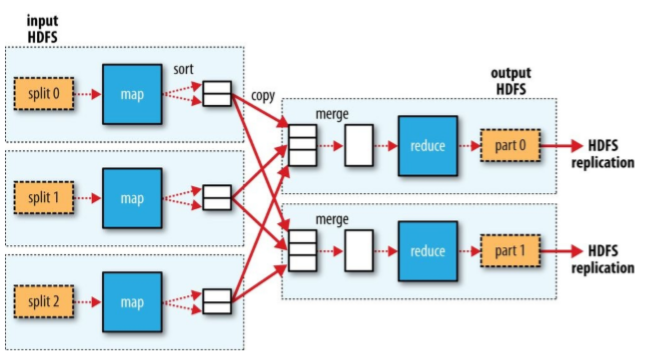 input
HDFS
split 0
map
sort
copy
split 1
map
split 2
map
output
HDFS
merge
reduce
part 0
HDFS
replication
merge
reduce
part 1
HDFS
replication